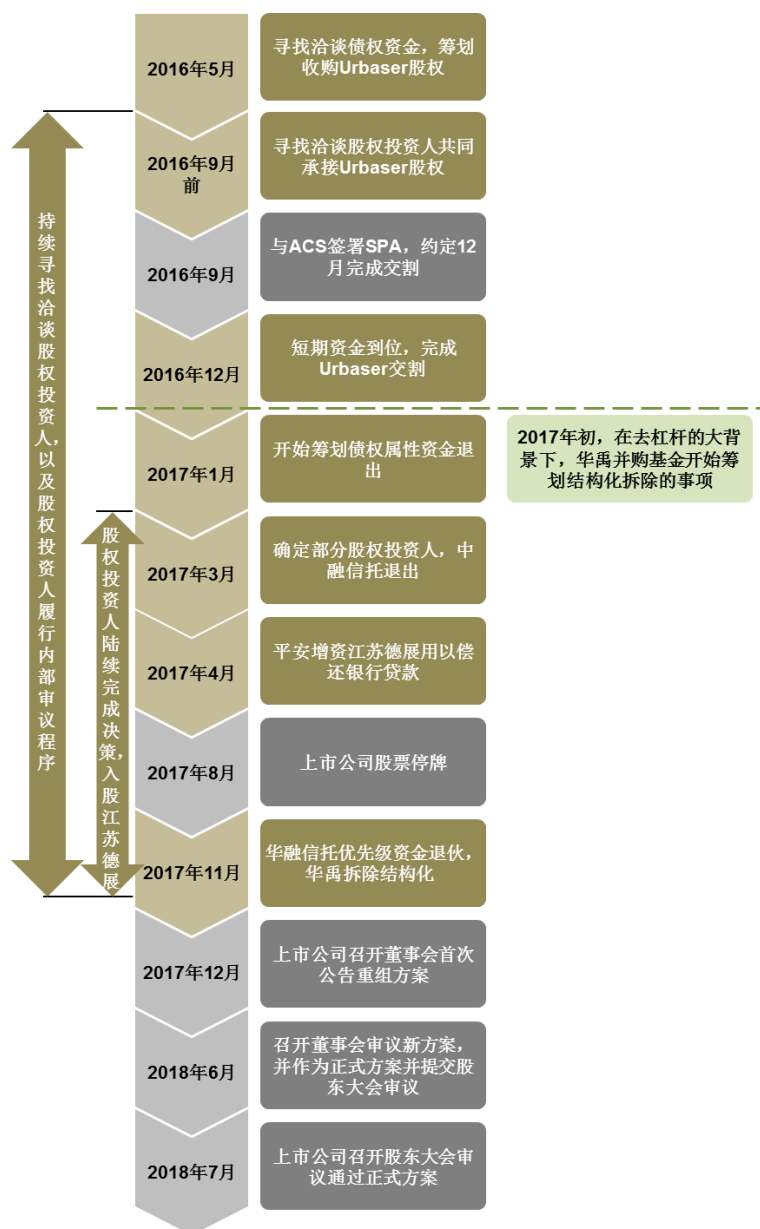 2016年5月
寻找洽谈债权资金，筹划
收购Urbaser股权
2016年9月
前
寻找洽谈股权投资人共同
承接Urbaser股权
2016年9月
与ACS签署SPA，约定12
月完成交割
2016年12月
短期资金到位，完成
Urbaser交割
2017年1月
开始筹划债权属性资金退
出
2017年初，在去杠杆的大背
景下，华禹并购基金开始筹
划结构化拆除的事项
2017年3月
确定部分股权投资人，中
融信托退出
2017年4月
平安增资江苏德展用以偿
还银行贷款
2017年8月
上市公司股票停牌
2017年11月
华融信托优先级资金退伙，
华禹拆除结构化
2017年12月
上市公司召开董事会首次
公告重组方案
2018年6月
召开董事会审议新方案，
并作为正式方案并提交股
东大会审议
2018年7月
上市公司召开股东大会审
议通过正式方案
持续寻找洽谈股权投资人，以及股权投资人履行内部审议程序
股权投资人陆续完成决策，入股江苏德展